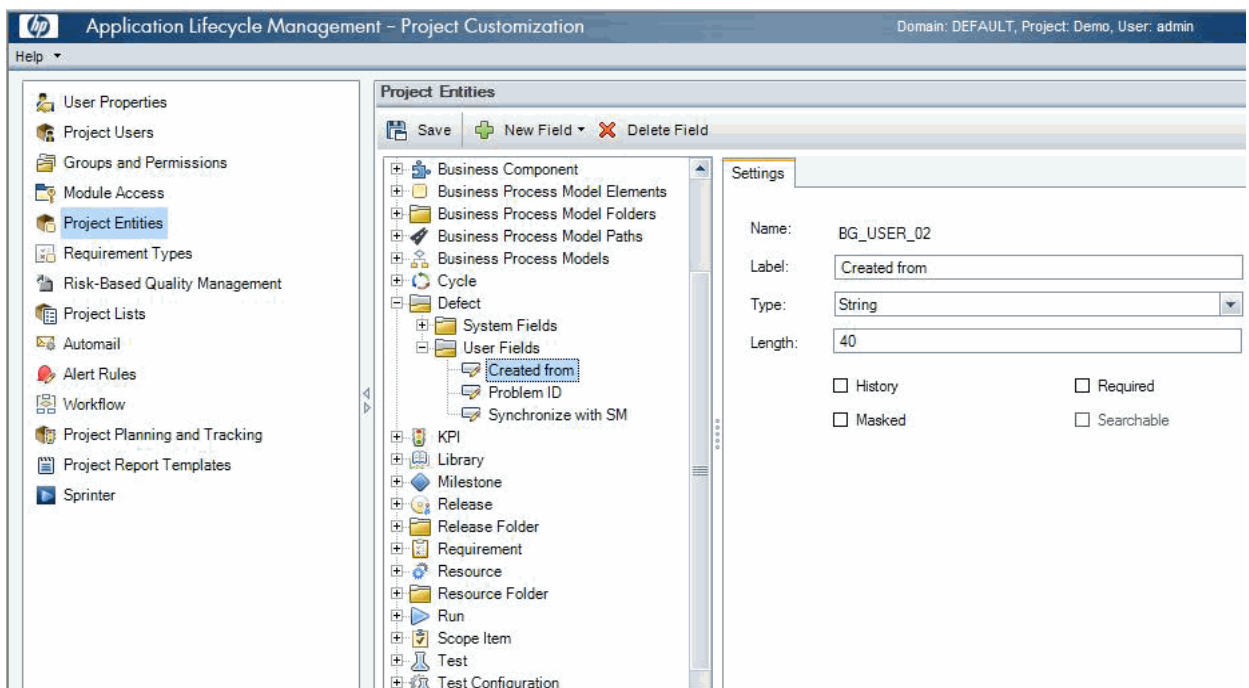 hp Application Lifecycle Management – Project Customization Domain: DEFAULT, Project: Demo, User: admin
Help
User Properties
Project Users
Groups and Permissions
Module Access
Project Entities
Requirement Types
Risk-Based Quality Management
Project Lists
Automail
Alert Rules
Workflow
Project Planning and Tracking
Project Report Templates
Sprinter
Project Entities
Save New Field Delete Field
Business Component
Business Process Model Elements
Business Process Model Folders
Business Process Model Paths
Business Process Models
Cycle
Defect
System Fields
User Fields
Created from
Problem ID
Synchronize with SM
KPI
Library
Milestone
Release
Release Folder
Requirement
Resource
Resource Folder
Run
Scope Item
Test
Test Configuration
Settings
Name: BG_USER_02
Label: Created from
Type: String
Length: 40
History Required
Masked Searchable